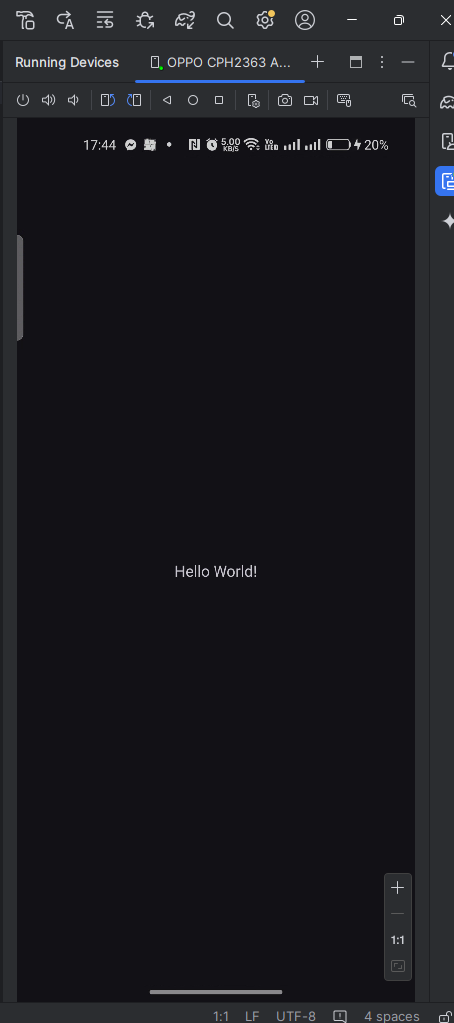 Running Devices
OPPO CPH2363 A...
17:44
5.00
KB/S
20%
Hello World!
1:1
1:1 LF UTF-8 4 spaces